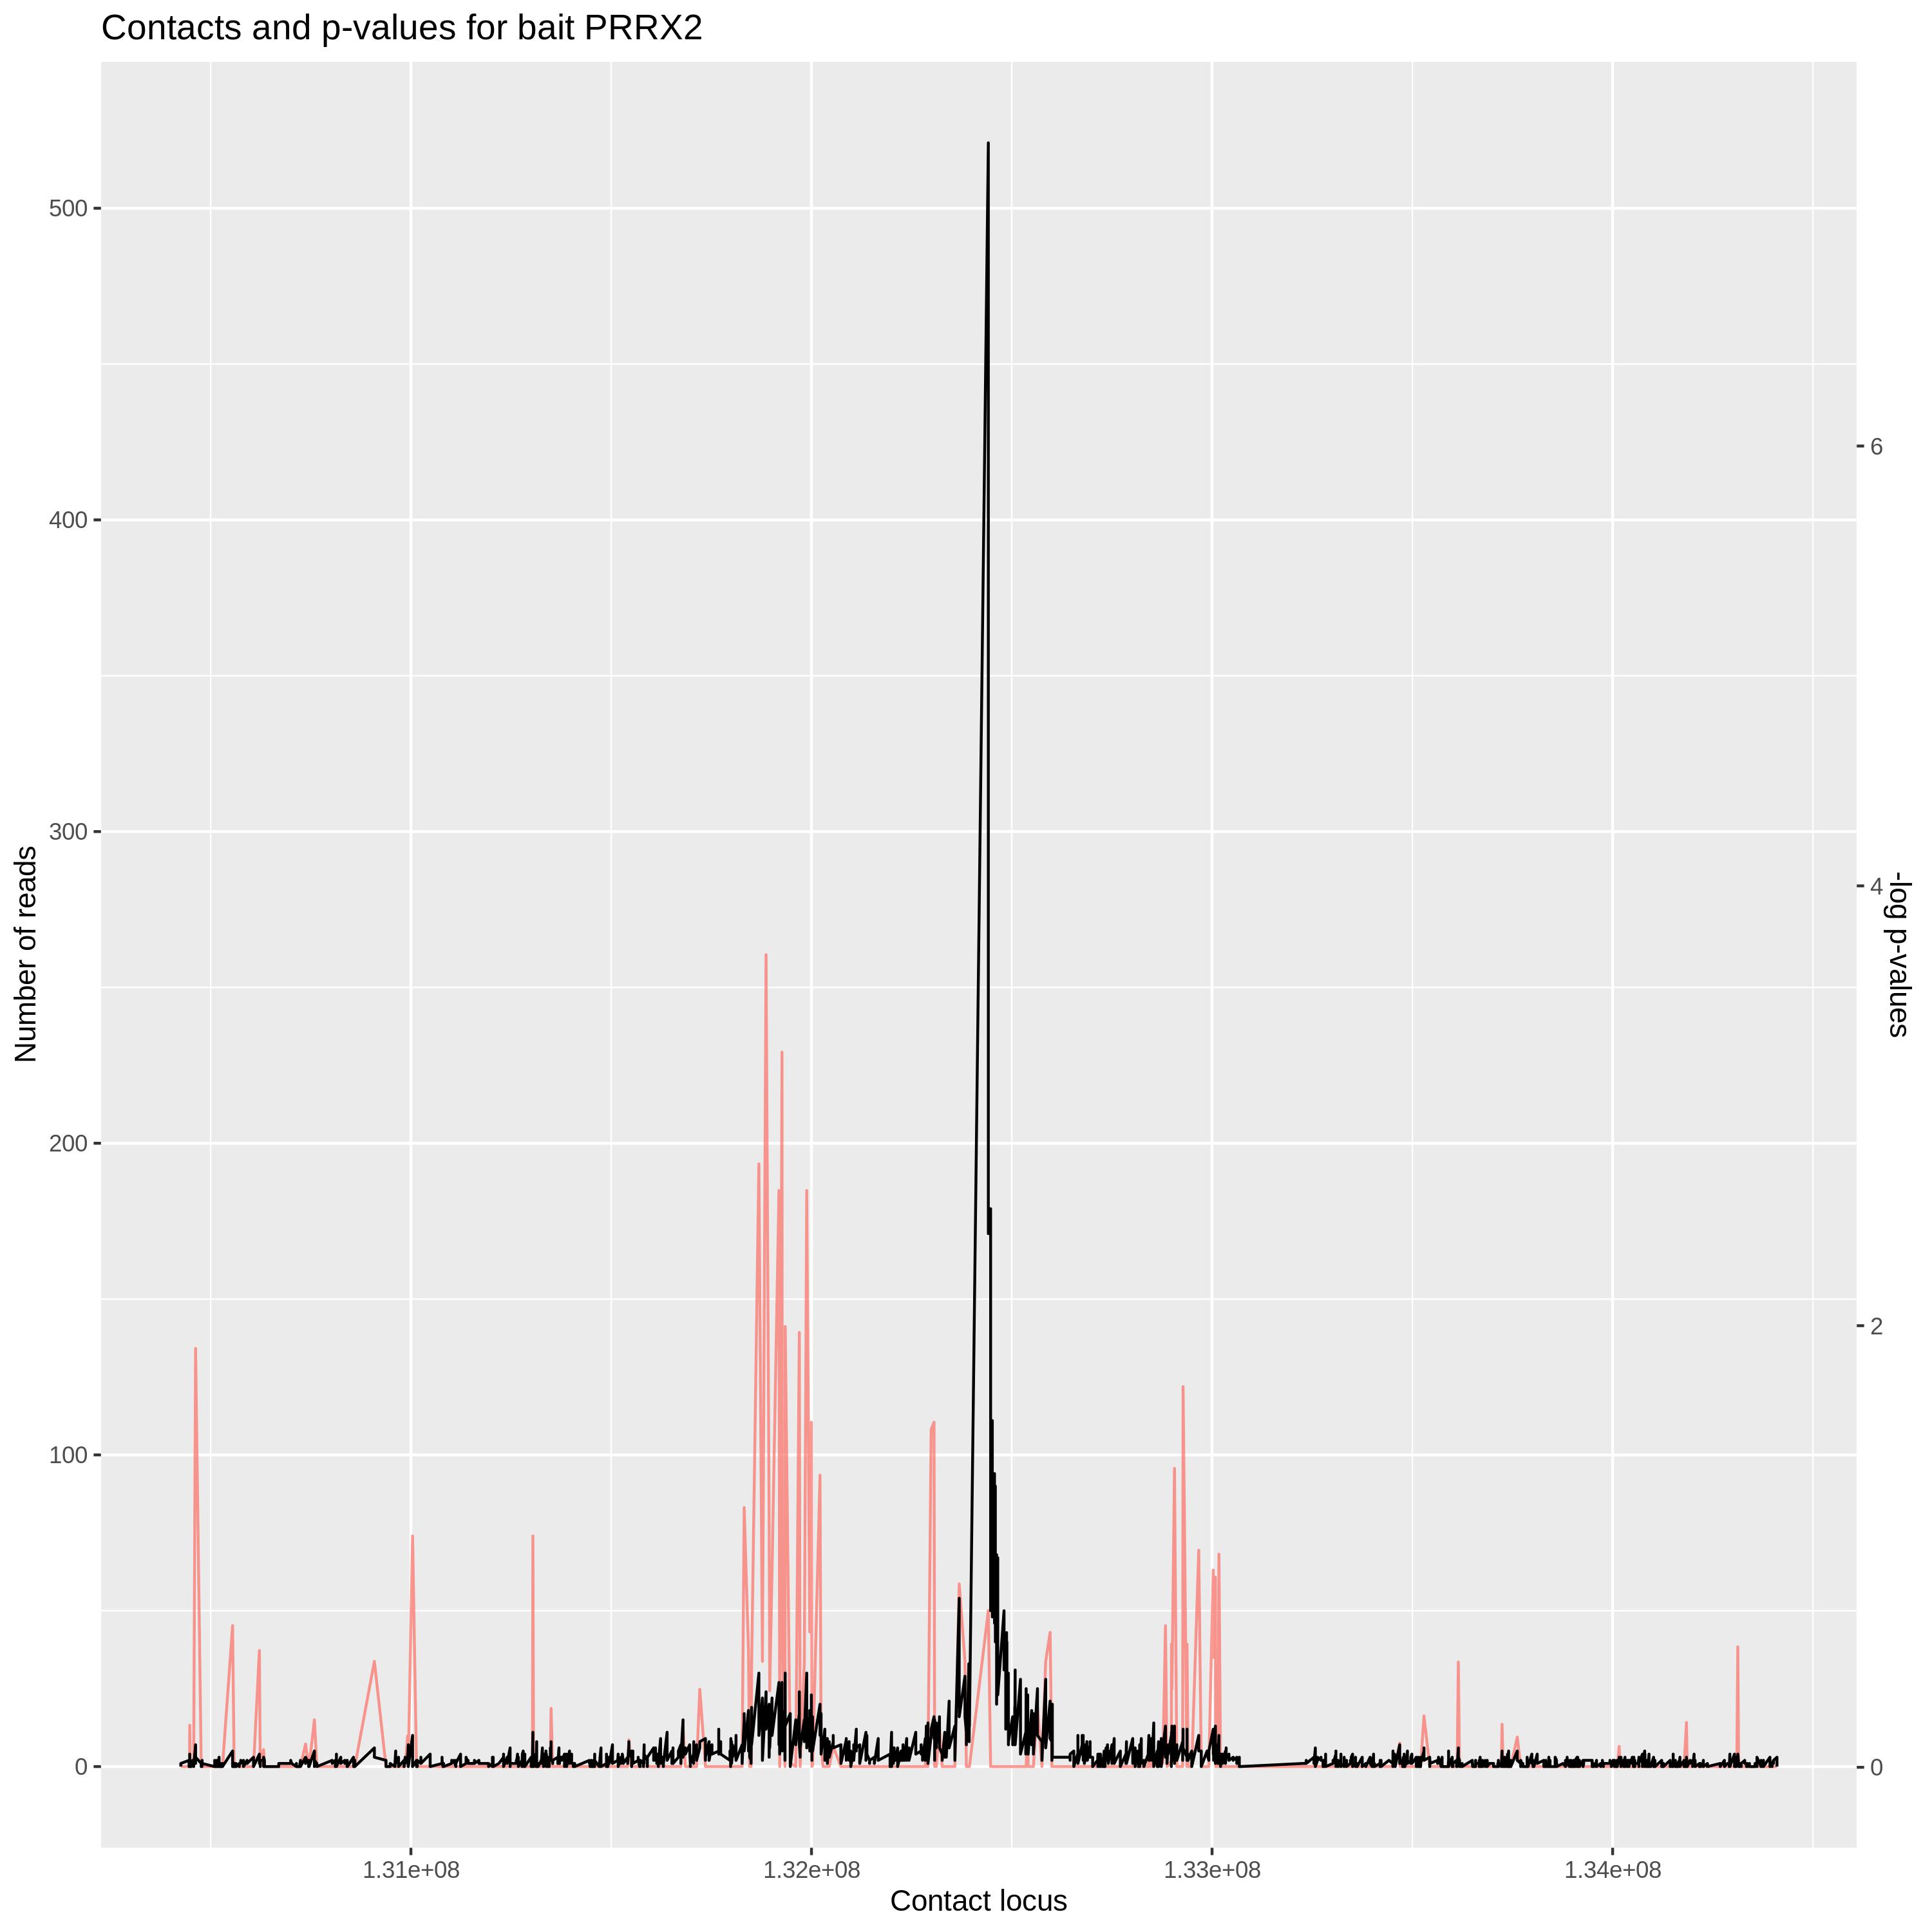 Contacts and p-values for bait PRRX2
500
400
300
200
100
0
Number of reads
6
4
2
0
-log p-values
1.31e+08 1.32e+08 1.33e+08 1.34e+08
Contact locus